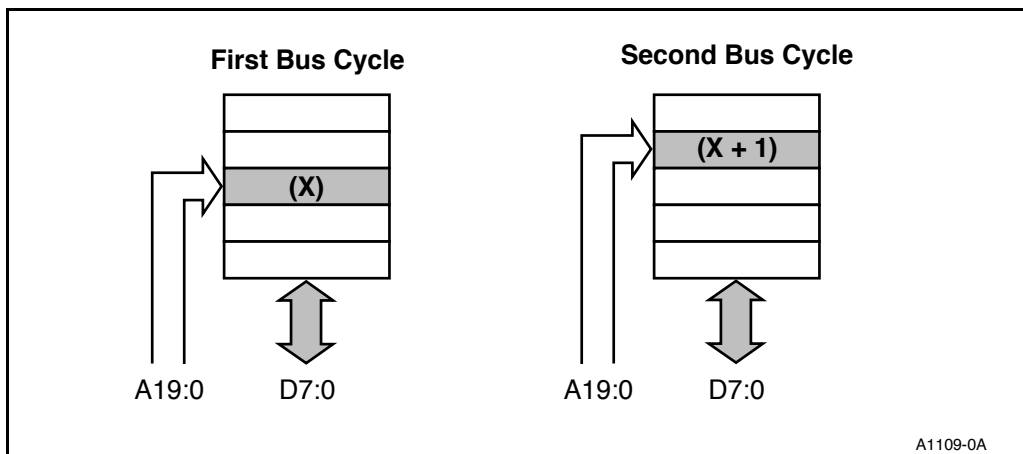 First Bus Cycle
Second Bus Cycle
(X)
(X + 1)
A19:0
D7:0
A19:0
D7:0
A1109-0A